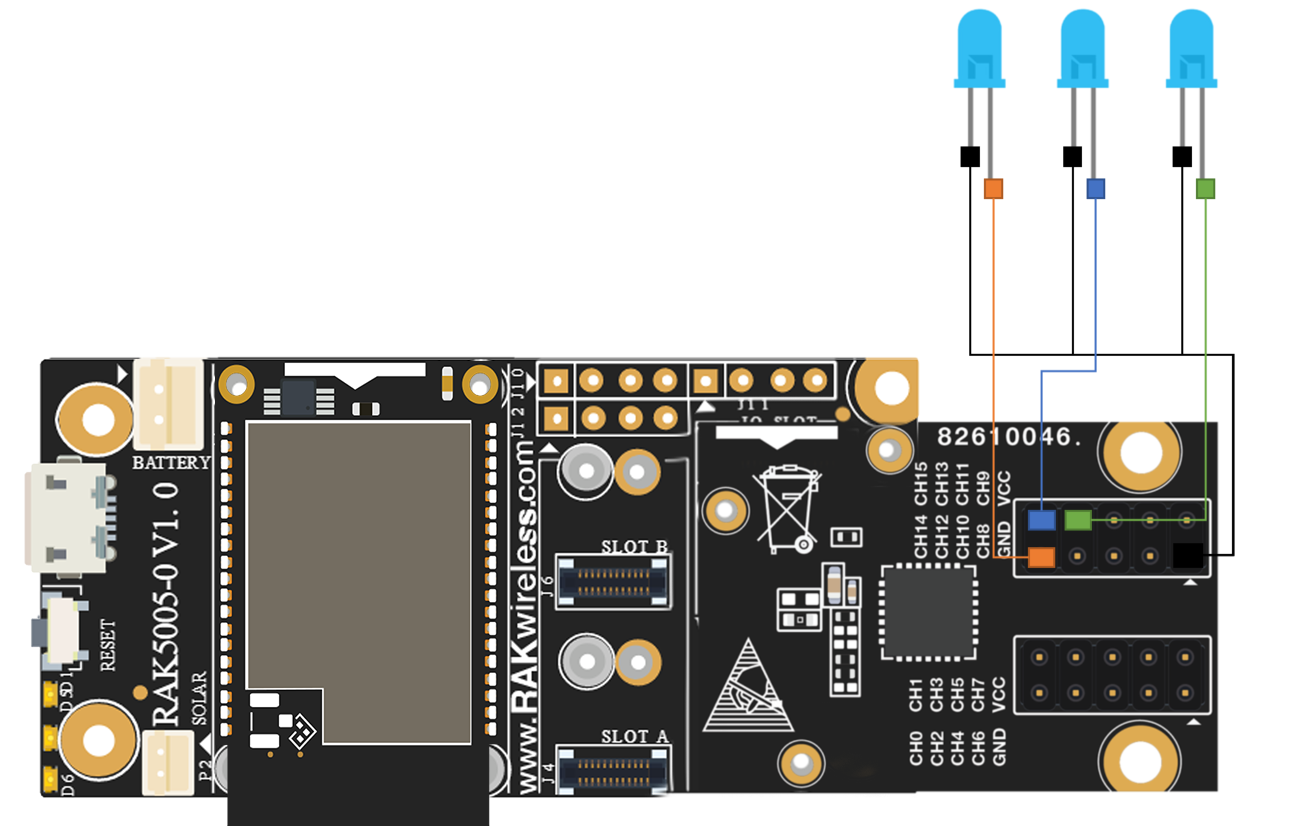 BATTERY
RAK5005-0 V1. 0
RESET
SOLAR
D5
D1
D6
P2
J10
J12
J11
IO SLOT
www.RAKwireless.com
SLOT B
J6
SLOT A
J4
82610046.
CH15 CH13 CH11 CH9 VCC
CH14 CH12 CH10 CH8 GND
CH1 CH3 CH5 CH7 VCC
CH0 CH2 CH4 CH6 GND